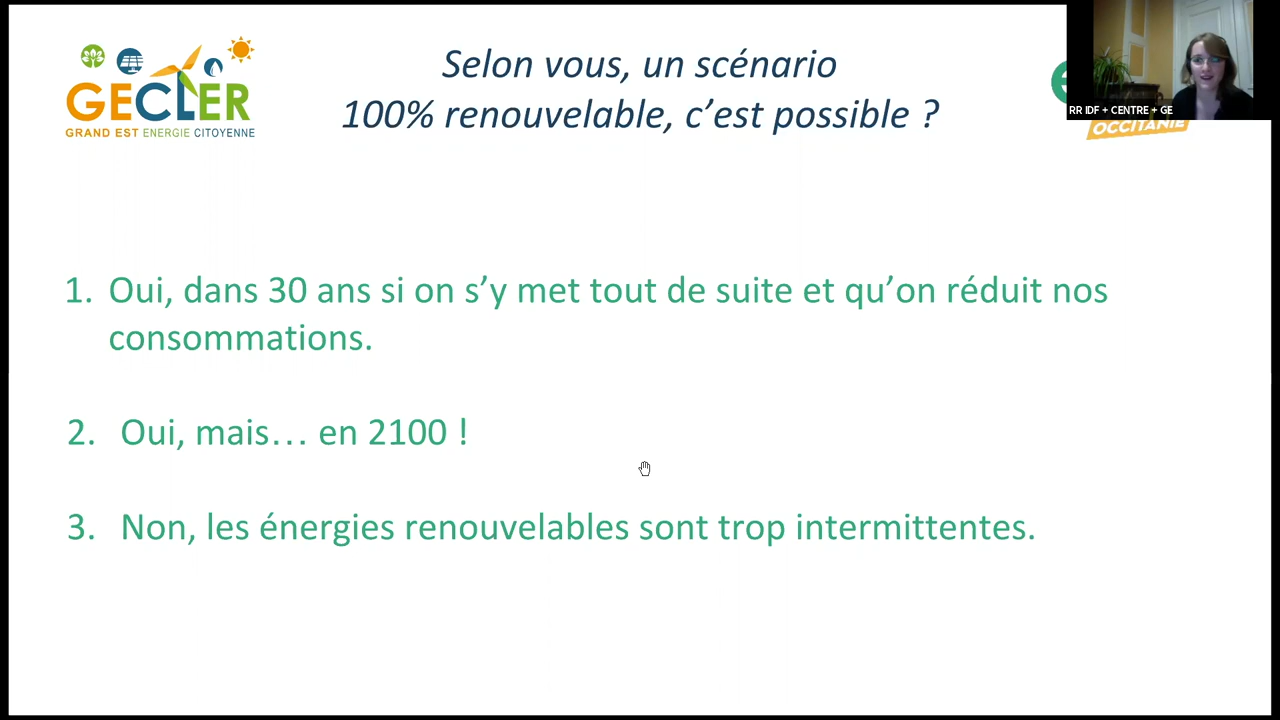 Selon vous, un scénario
100% renouvelable, c’est possible ?
GECLER
GRAND EST ENERGIE CITOYENNE
RR IDF + CENTRE + GE
OCCITANIE
1. Oui, dans 30 ans si on s’y met tout de suite et qu’on réduit nos
consommations.
2. Oui, mais… en 2100 !
3. Non, les énergies renouvelables sont trop intermittentes.